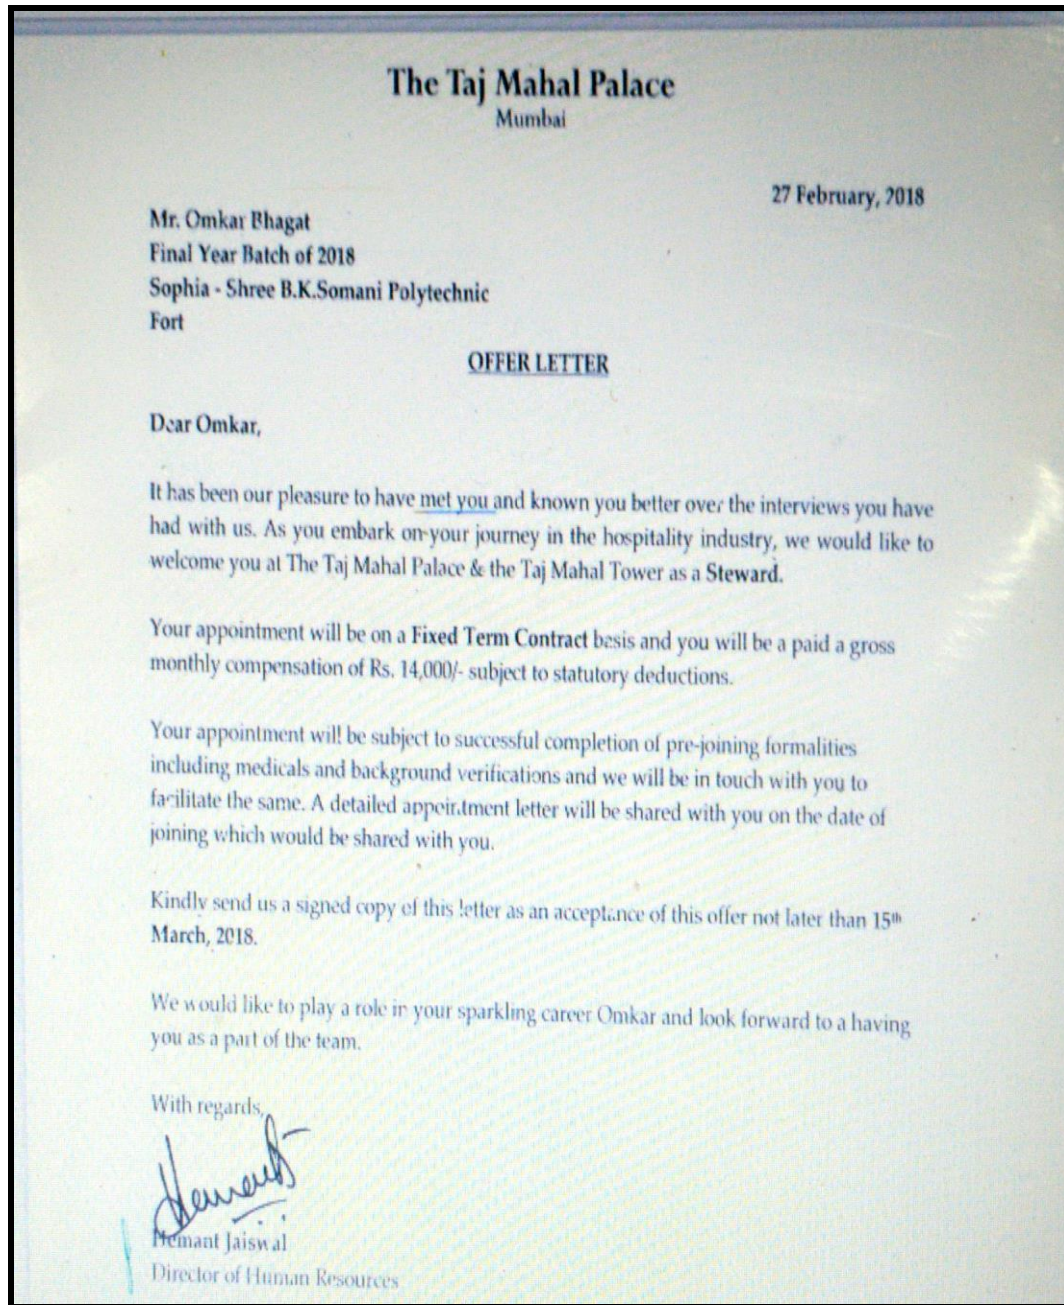 The Taj Mahal Palace
Mumbai
27 February, 2018
Mr. Omkar Bhagat
Final Year Batch of 2018
Sophia - Shree B.K.Somani Polytechnic
Fort
OFFER LETTER
Dear Omkar,
It has been our pleasure to have met you and known you better over the interviews you have
had with us. As you embark on your journey in the hospitality industry, we would like to
welcome you at The Taj Mahal Palace & the Taj Mahal Tower as a Steward.
Your appointment will be on a Fixed Term Contract basis and you will be a paid a gross
monthly compensation of Rs. 14,000/- subject to statutory deductions.
Your appointment will be subject to successful completion of pre-joining formalities
including medicals and background verifications and we will be in touch with you to
facilitate the same. A detailed appointment letter will be shared with you on the date of
joining which would be shared with you.
Kindly send us a signed copy of this letter as an acceptance of this offer not later than 15th
March, 2018.
We would like to play a role in your sparkling career Omkar and look forward to a having
you as a part of the team.
With regards,
Hemant
Hemant Jaiswal
Director of Human Resources